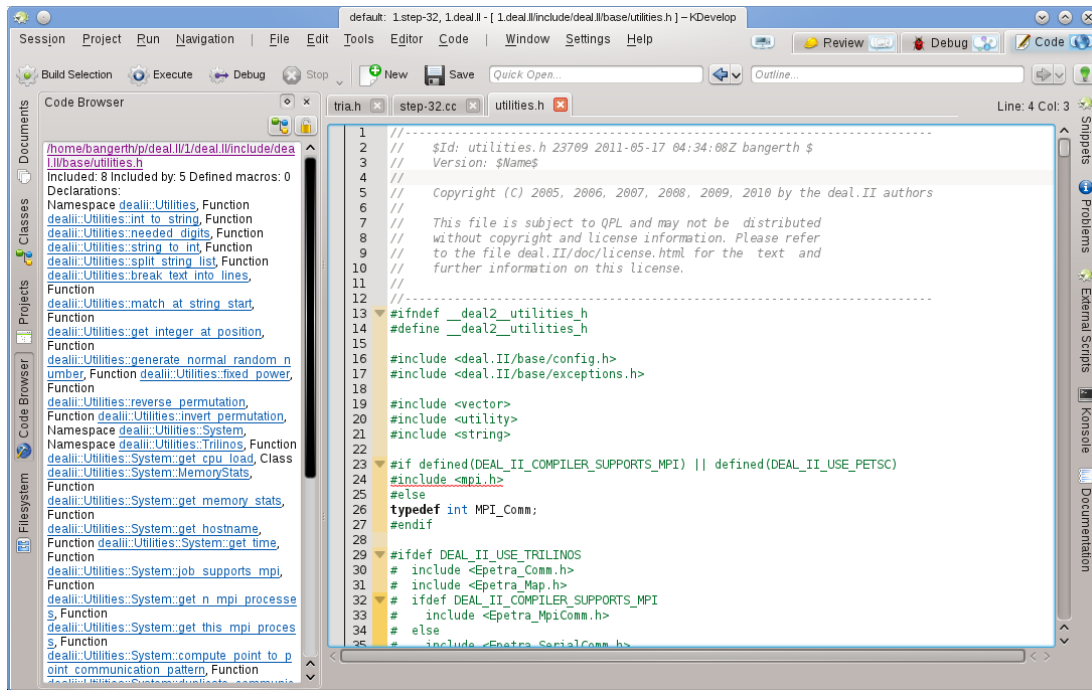 default:  1.step-32, 1.deal.II - [ 1.deal.II/include/deal.II/base/utilities.h ] – KDevelop
Session Project Run Navigation | File Edit Tools Editor Code | Window Settings Help Review Debug Code
Build Selection Execute Debug Stop New Save Quick Open... Outline...
Code Browser
tria.h step-32.cc utilities.h Line: 4 Col: 3
Documents
Classes
Projects
Code Browser
Filesystem
/home/bangerth/p/deal.II/1/deal.II/include/dea
l.II/base/utilities.h
Included: 8 Included by: 5 Defined macros: 0
Declarations:
Namespace dealii::Utilities, Function
dealii::Utilities::int_to_string, Function
dealii::Utilities::needed_digits, Function
dealii::Utilities::string_to_int, Function
dealii::Utilities::split_string_list, Function
dealii::Utilities::break_text_into_lines,
Function
dealii::Utilities::match_at_string_start,
Function
dealii::Utilities::get_integer_at_position,
Function
dealii::Utilities::generate_normal_random_n
umber, Function dealii::Utilities::fixed_power,
Function
dealii::Utilities::reverse_permutation,
Function dealii::Utilities::invert_permutation,
Namespace dealii::Utilities::System,
Namespace dealii::Utilities::Trilinos, Function
dealii::Utilities::System::get_cpu_load, Class
dealii::Utilities::System::MemoryStats,
Function
dealii::Utilities::System::get_memory_stats,
Function
dealii::Utilities::System::get_hostname,
Function dealii::Utilities::System::get_time,
Function
dealii::Utilities::System::job_supports_mpi,
Function
dealii::Utilities::System::get_n_mpi_processe
s, Function
dealii::Utilities::System::get_this_mpi_proces
s, Function
dealii::Utilities::System::compute_point_to_p
oint_communication_pattern, Function
1 //------------------------------------------------------------------------------
2 //    $Id: utilities.h 23709 2011-05-17 04:34:08Z bangerth $
3 //    Version: $Name$
4 //
5 //    Copyright (C) 2005, 2006, 2007, 2008, 2009, 2010 by the deal.II authors
6 //
7 //    This file is subject to QPL and may not be  distributed
8 //    without copyright and license information. Please refer
9 //    to the file deal.II/doc/license.html for the  text  and
10 //    further information on this license.
11 //
12 //------------------------------------------------------------------------------
13 #ifndef __deal2__utilities_h
14 #define __deal2__utilities_h
15
16 #include <deal.II/base/config.h>
17 #include <deal.II/base/exceptions.h>
18
19 #include <vector>
20 #include <utility>
21 #include <string>
22
23 #if defined(DEAL_II_COMPILER_SUPPORTS_MPI) || defined(DEAL_II_USE_PETSC)
24 #include <mpi.h>
25 #else
26 typedef int MPI_Comm;
27 #endif
28
29 #ifdef DEAL_II_USE_TRILINOS
30 #  include <Epetra_Comm.h>
31 #  include <Epetra_Map.h>
32 #  ifdef DEAL_II_COMPILER_SUPPORTS_MPI
33 #    include <Epetra_MpiComm.h>
34 #  else
35 #    include <Epetra_SerialComm.h>
Snippets
Problems
External Scripts
Konsole
Documentation